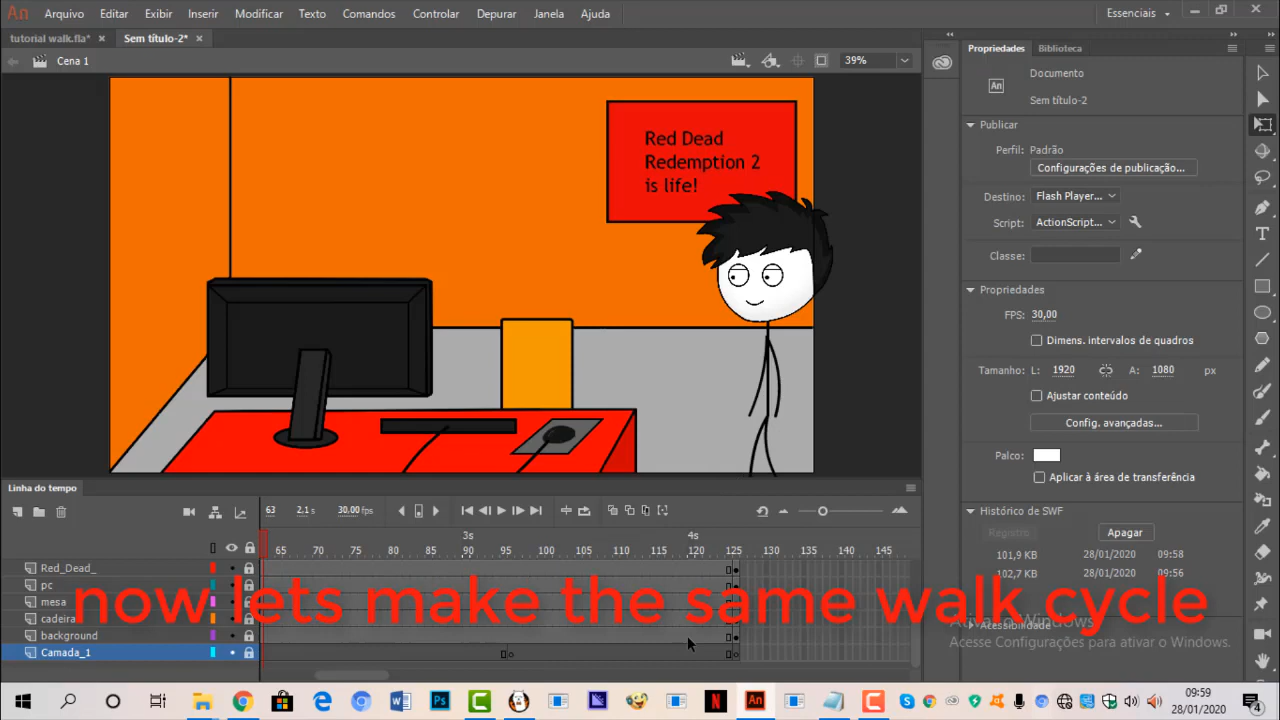 An Arquivo Editar Exibir Inserir Modificar Texto Comandos Controlar Depurar Janela Ajuda Essenciais
tutorial walk.fla* × Sem título-2* ×
Cena 1 39%
Red Dead
Redemption 2
is life!
Propriedades Biblioteca
An Documento
Sem título-2
Publicar
Perfil: Padrão
Configurações de publicação...
Destino: Flash Player...
Script: ActionScript...
Classe:
Propriedades
FPS: 30,00
Dimens. intervalos de quadros
Tamanho: L: 1920 A: 1080 px
Ajustar conteúdo
Config. avançadas...
Palco:
Aplicar à área de transferência
Histórico de SWF
Registro Apagar
101,9 KB 28/01/2020 09:58
102,7 KB 28/01/2020 09:56
Acessibilidade
Linha do tempo
63 2.1 s 30.00 fps
3s 4s
65 70 75 80 85 90 95 100 105 110 115 120 125 130 135 140 145
Red_Dead_
pc
mesa
cadeira
background
Camada_1
now lets make the same walk cycle
Ativar o Windows
Acesse Configurações para ativar o Windows.
09:59
28/01/2020
4